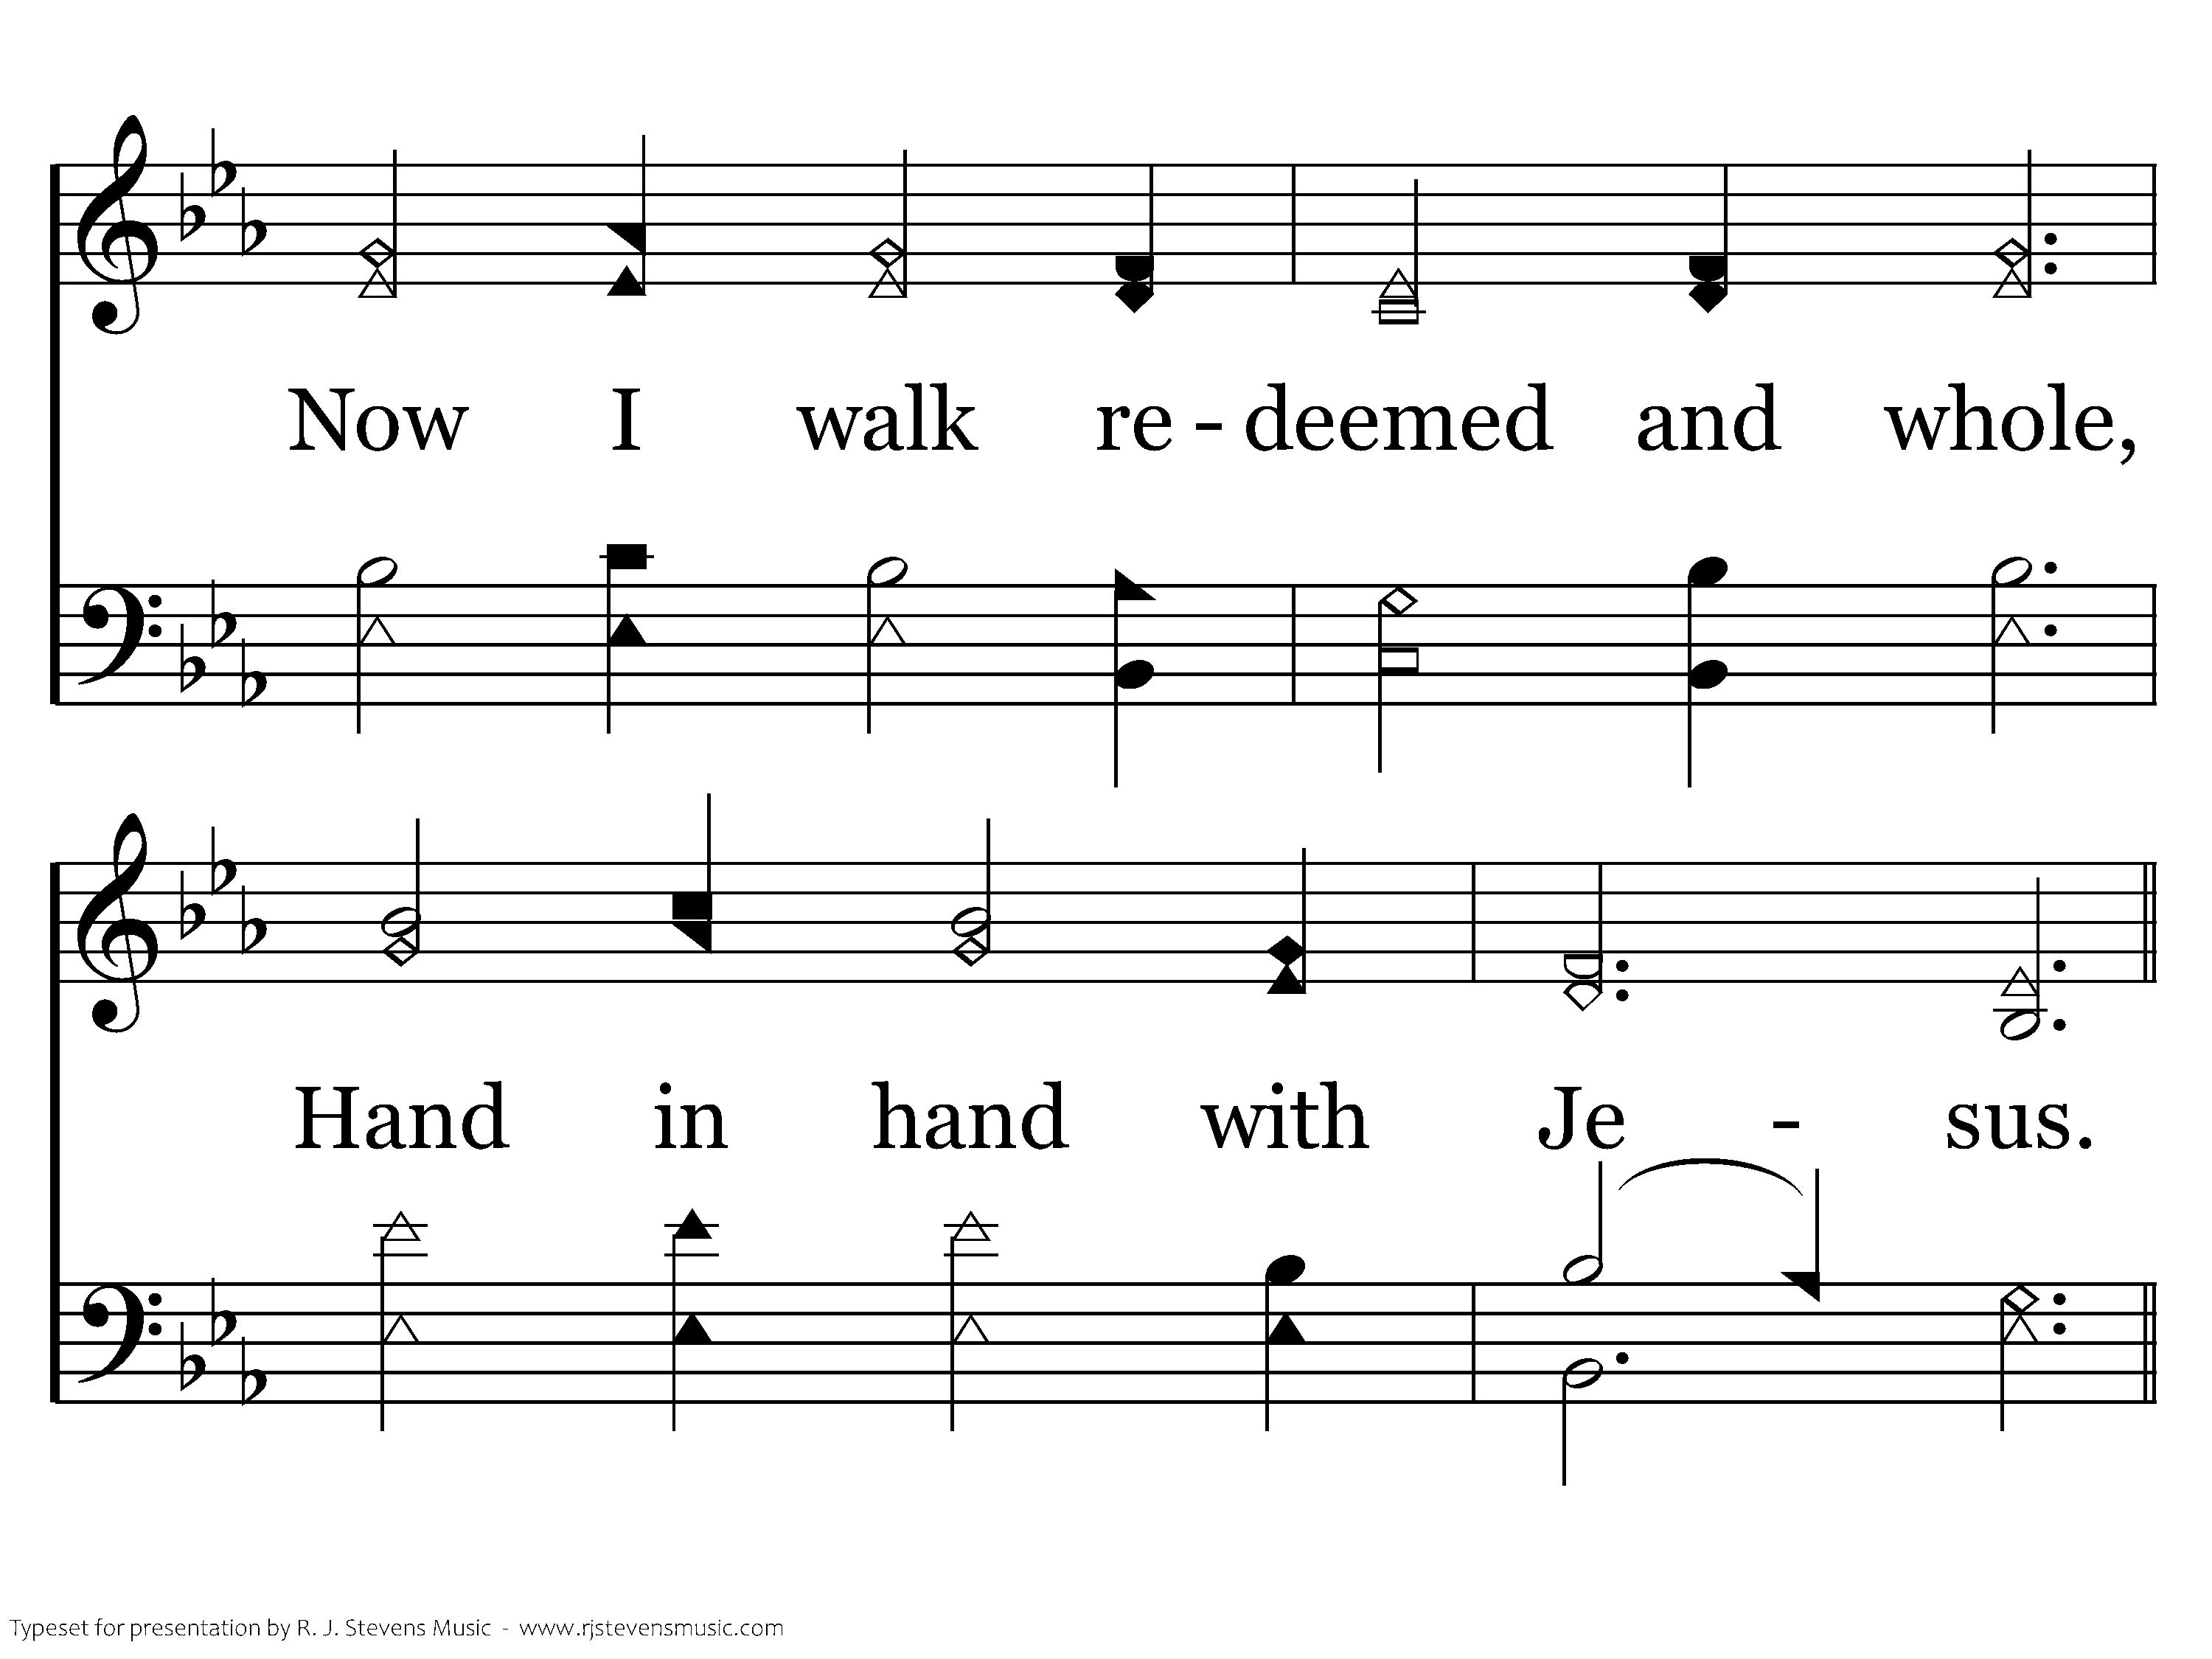 Now I walk re - deemed and whole,
Hand in hand with Je - sus.
Typeset for presentation by R. J. Stevens Music - www.rjstevensmusic.com